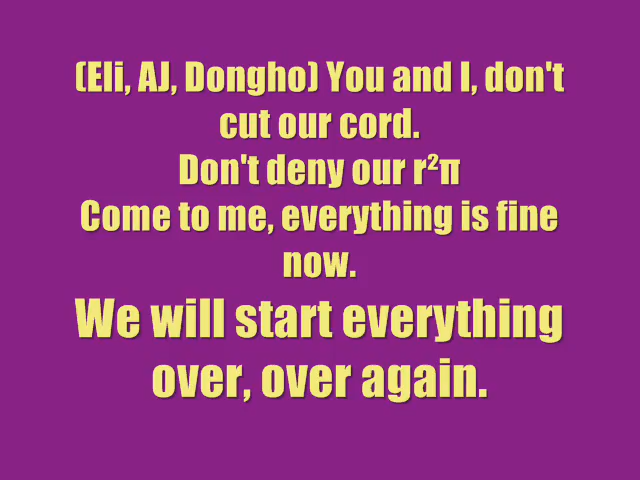 (Eli, AJ, Dongho) You and I, don't
cut our cord.
Don't deny our r²π
Come to me, everything is fine
now.
We will start everything
over, over again.